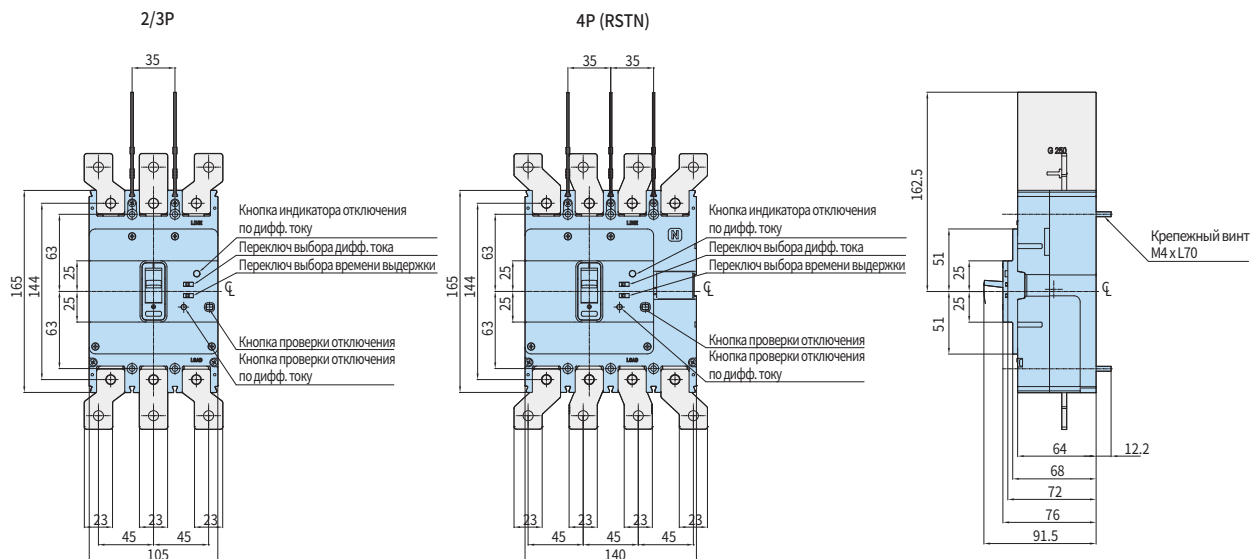 2/3P
35
Кнопка индикатора отключения
по дифф. току
Переключ выбора дифф. тока
Переключ выбора времени выдержки
LINE
165
144
63
25
25
63
℄
Кнопка проверки отключения
Кнопка проверки отключения
по дифф. току
LOAD
23
23
23
45
45
105
4P (RSTN)
35
35
Кнопка индикатора отключения
по дифф. току
Переключ выбора дифф. тока
Переключ выбора времени выдержки
LINE
N
165
144
63
25
25
63
℄
Кнопка проверки отключения
Кнопка проверки отключения
по дифф. току
LOAD
23
23
23
23
45
45
45
140
162.5
G 250
Крепежный винт
M4 x L70
51
25
25
51
℄
64
12.2
68
72
76
91.5